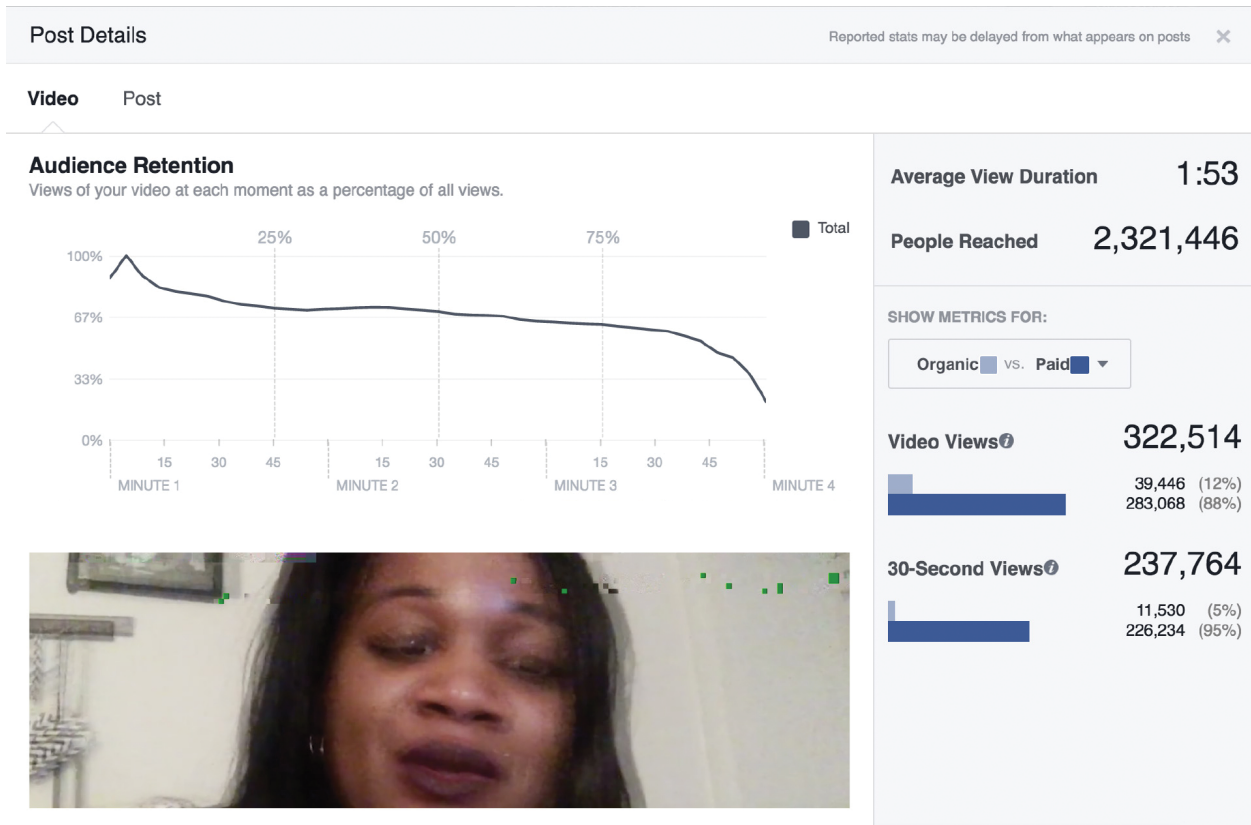 Post Details
Reported stats may be delayed from what appears on posts
Video Post
Audience Retention
Views of your video at each moment as a percentage of all views.
Total
25% 50% 75%
100%
67%
33%
0%
15 30 45 15 30 45 15 30 45
MINUTE 1 MINUTE 2 MINUTE 3 MINUTE 4
Average View Duration 1:53
People Reached 2,321,446
SHOW METRICS FOR:
Organic vs. Paid
Video Views 322,514
39,446 (12%)
283,068 (88%)
30-Second Views 237,764
11,530 (5%)
226,234 (95%)